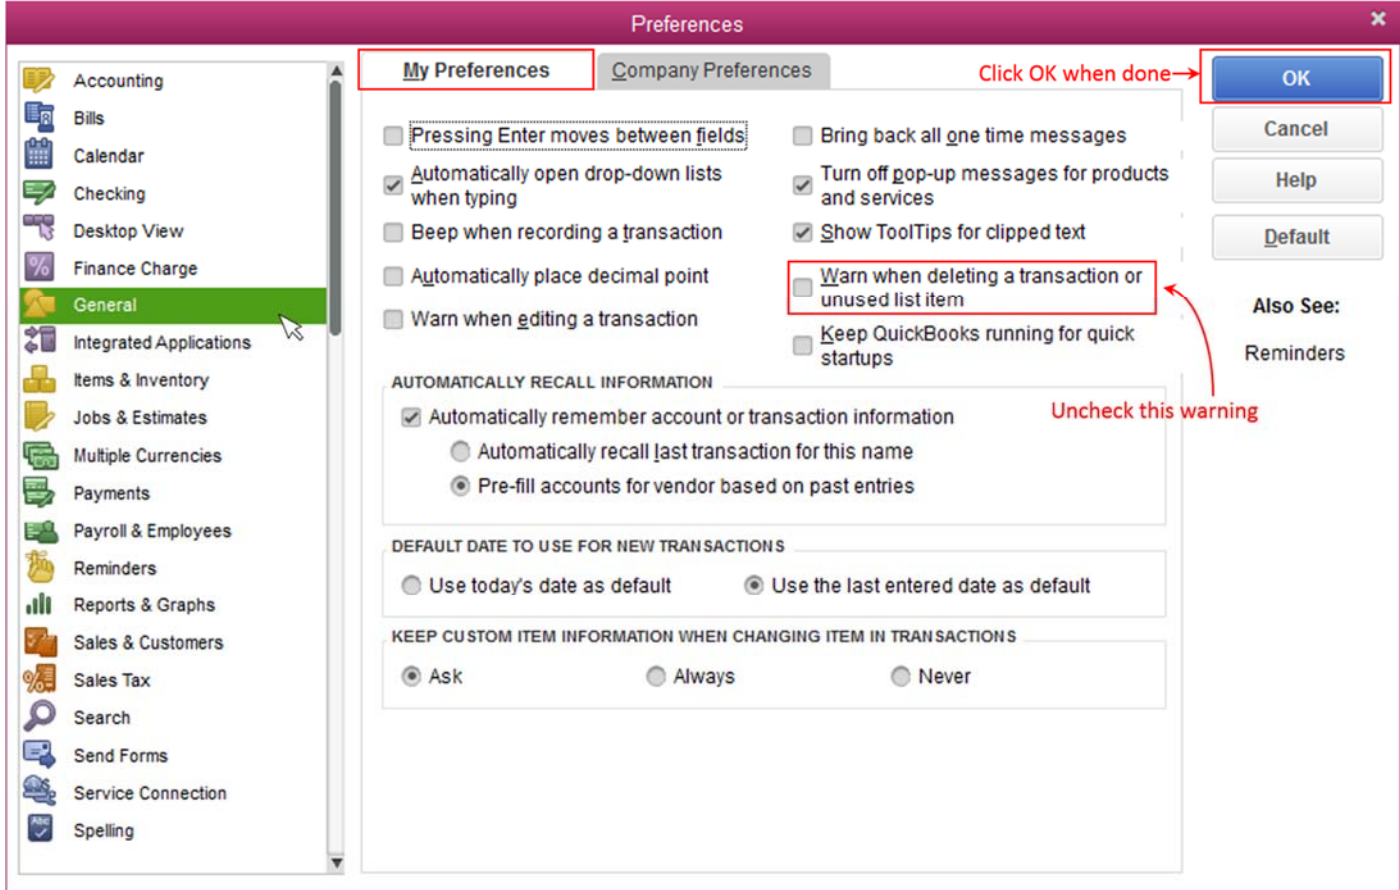 Preferences
Accounting
Bills
Calendar
Checking
Desktop View
Finance Charge
General
Integrated Applications
Items & Inventory
Jobs & Estimates
Multiple Currencies
Payments
Payroll & Employees
Reminders
Reports & Graphs
Sales & Customers
Sales Tax
Search
Send Forms
Service Connection
Spelling
My Preferences
Company Preferences
Pressing Enter moves between fields
Automatically open drop-down lists
when typing
Beep when recording a transaction
Automatically place decimal point
Warn when editing a transaction
Bring back all one time messages
Turn off pop-up messages for products
and services
Show ToolTips for clipped text
Warn when deleting a transaction or
unused list item
Keep QuickBooks running for quick
startups
AUTOMATICALLY RECALL INFORMATION
Automatically remember account or transaction information
Automatically recall last transaction for this name
Pre-fill accounts for vendor based on past entries
DEFAULT DATE TO USE FOR NEW TRANSACTIONS
Use today's date as default
Use the last entered date as default
KEEP CUSTOM ITEM INFORMATION WHEN CHANGING ITEM IN TRANSACTIONS
Ask
Always
Never
Click OK when done
OK
Cancel
Help
Default
Also See:
Reminders
Uncheck this warning